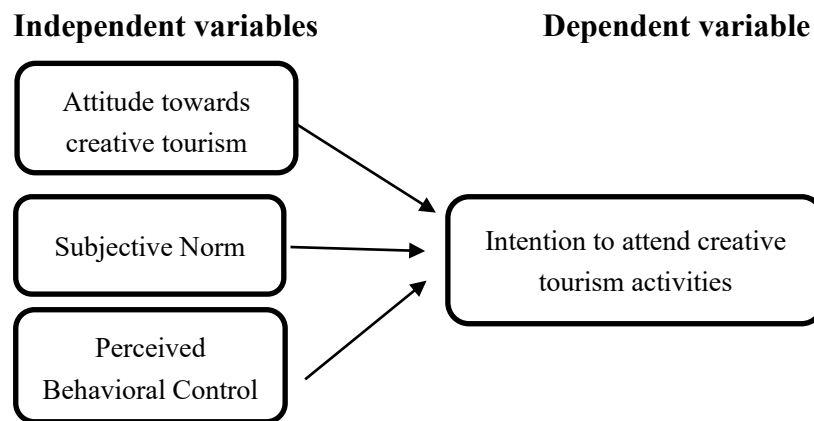 Independent variables
Dependent variable
Attitude towards
creative tourism
Subjective Norm
Intention to attend creative
tourism activities
Perceived
Behavioral Control